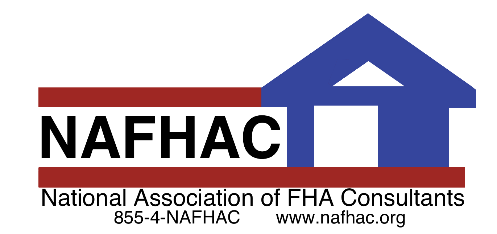 NAFHAC
National Association of FHA Consultants
855-4-NAFHAC www.nafhac.org